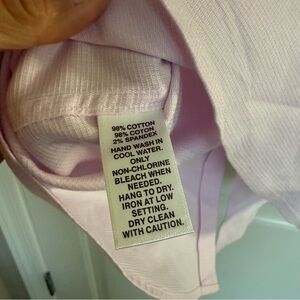 98% COTTON
98% COTON
2% SPANDEX
HAND WASH IN
COOL WATER.
ONLY
NON-CHLORINE
BLEACH WHEN
NEEDED.
HANG TO DRY.
IRON AT LOW
SETTING.
DRY CLEAN
WITH CAUTION.